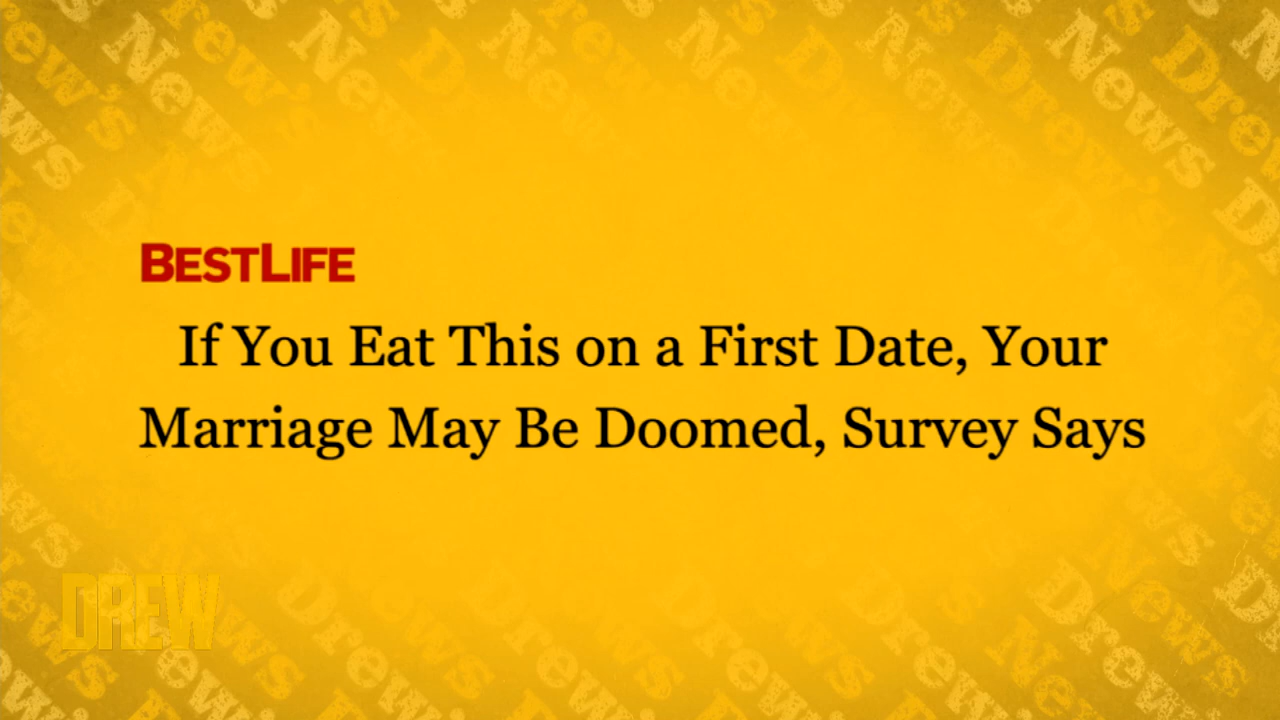 BESTLIFE
If You Eat This on a First Date, Your
Marriage May Be Doomed, Survey Says
DREW